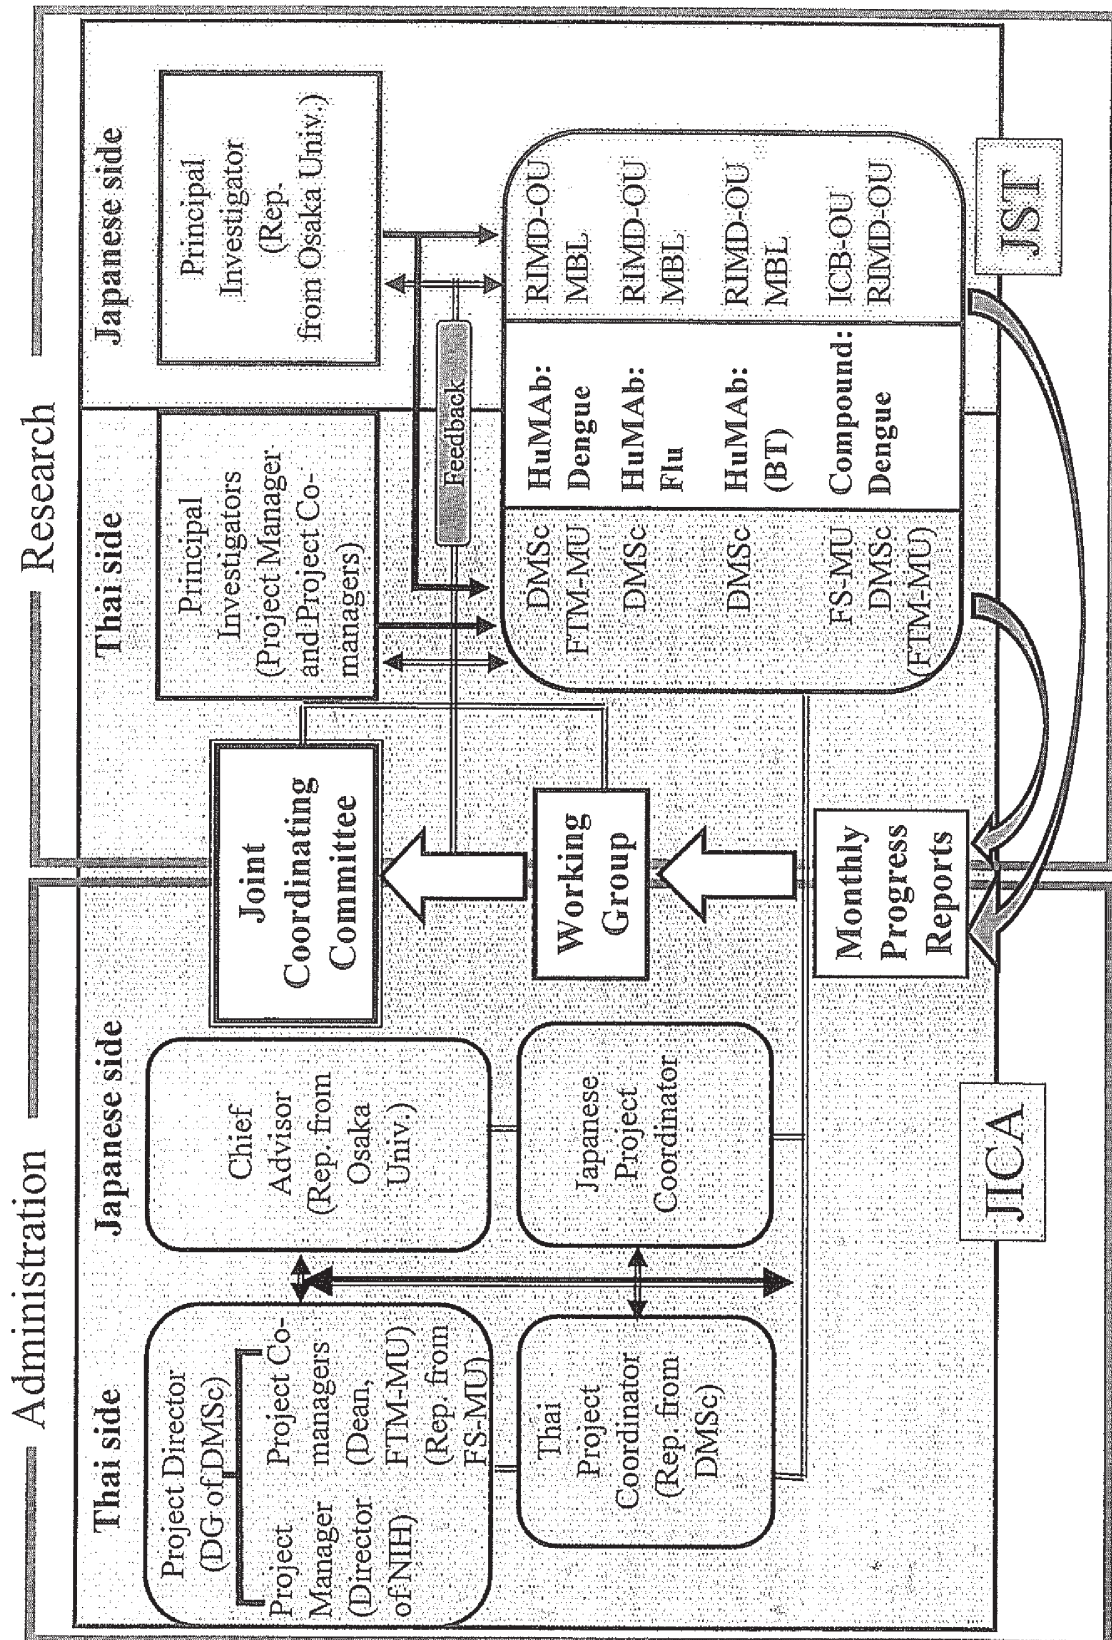 Administration
Research
Thai side
Japanese side
Thai side
Japanese side
Project Director
(DG of DMSc)
Project
Manager
(Director
of NIH)
Project Co-
managers
(Dean,
FTM-MU)
(Rep. from
FS-MU)
Chief
Advisor
(Rep. from
Osaka
Univ.)
Joint
Coordinating
Committee
Principal
Investigators
(Project Manager
and Project Co-
managers)
Principal
Investigator
(Rep.
from Osaka Univ.)
Feedback
Thai
Project
Coordinator
(Rep. from
DMSc)
Japanese
Project
Coordinator
Working
Group
DMSc
FTM-MU
HuMAb:
Dengue
RIMD-OU
MBL
DMSc
HuMAb:
Flu
RIMD-OU
MBL
DMSc
HuMAb:
(BT)
RIMD-OU
MBL
FS-MU
DMSc
(FTM-MU)
Compound:
Dengue
ICB-OU
RIMD-OU
Monthly
Progress
Reports
JICA
JST